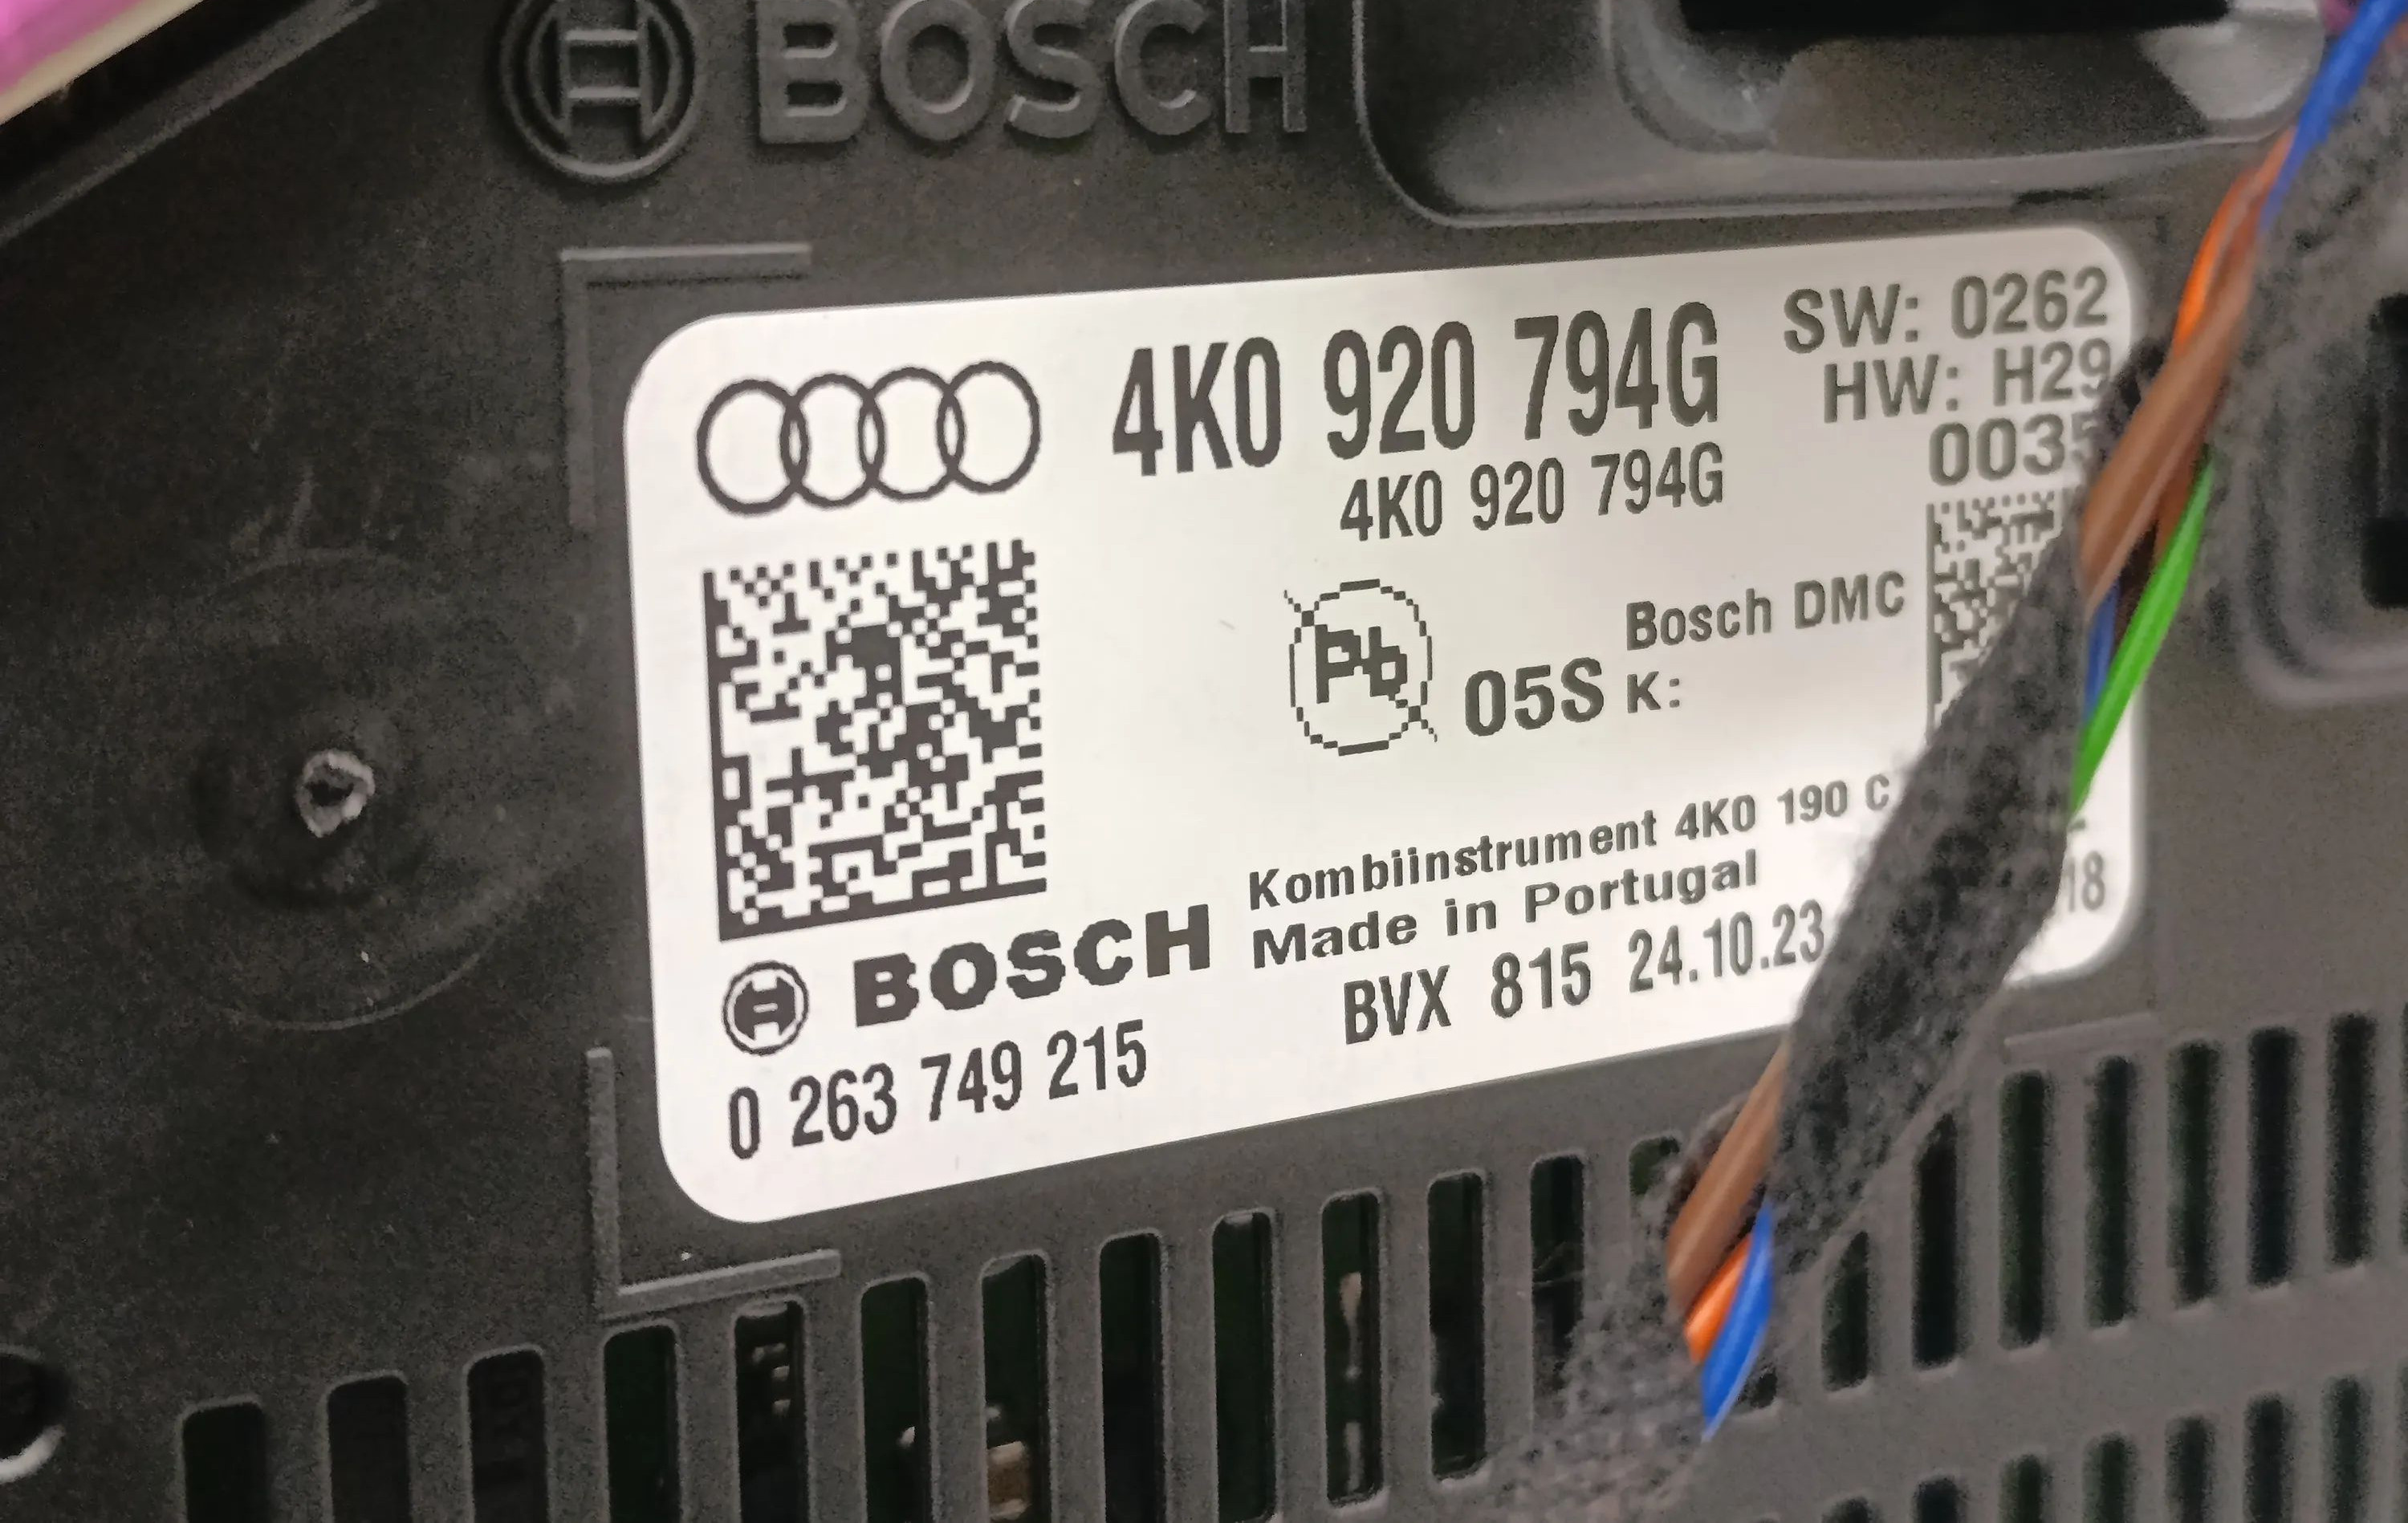 BOSCH
4K0 920 794G
SW: 0262
HW: H29
4K0 920 794G
Pb
05S
Bosch DMC
K:
Kombiinstrument 4K0 190 C
Made in Portugal
BOSCH
BVX 815 24.10.23
18
0 263 749 215